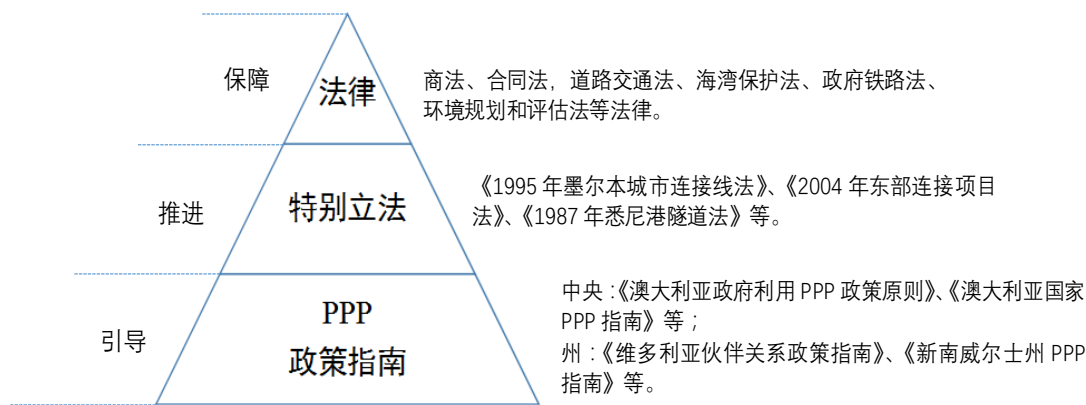 保障
法律
商法、合同法，道路交通法、海湾保护法、政府铁路法、
环境规划和评估法等法律。
推进
特别立法
《1995 年墨尔本城市连接线法》、《2004 年东部连接项目
法》、《1987 年悉尼港隧道法》等。
引导
PPP
政策指南
中央：《澳大利亚政府利用 PPP 政策原则》、《澳大利亚国家
PPP 指南》等；
州：《维多利亚伙伴关系政策指南》、《新南威尔士州 PPP
指南》等。